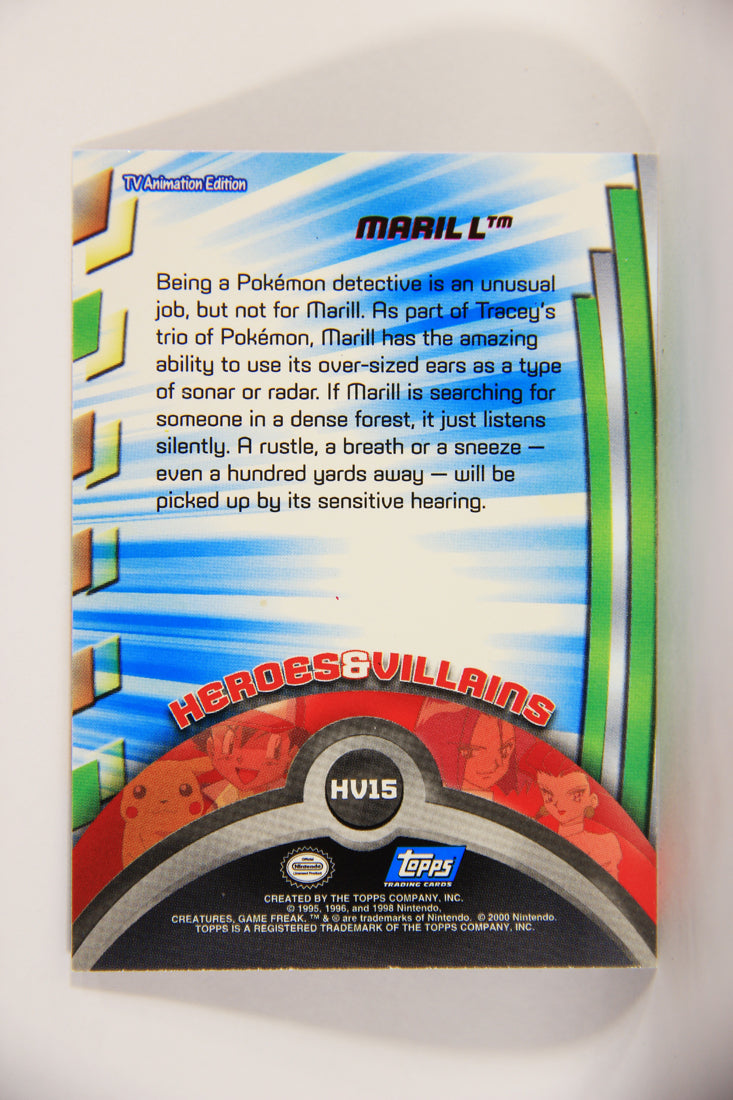 TV Animation Edition
MARILL™
Being a Pokémon detective is an unusual
job, but not for Marill. As part of Tracey's
trio of Pokémon, Marill has the amazing
ability to use its over-sized ears as a type
of sonar or radar. If Marill is searching for
someone in a dense forest, it just listens
silently. A rustle, a breath or a sneeze —
even a hundred yards away — will be
picked up by its sensitive hearing.
HEROES&VILLAINS
HV15
Official
Nintendo
Licensed Product
topps
TRADING CARDS
CREATED BY THE TOPPS COMPANY, INC.
© 1995, 1996, and 1998 Nintendo,
CREATURES, GAME FREAK. ™ & ® are trademarks of Nintendo. © 2000 Nintendo.
TOPPS IS A REGISTERED TRADEMARK OF THE TOPPS COMPANY, INC.